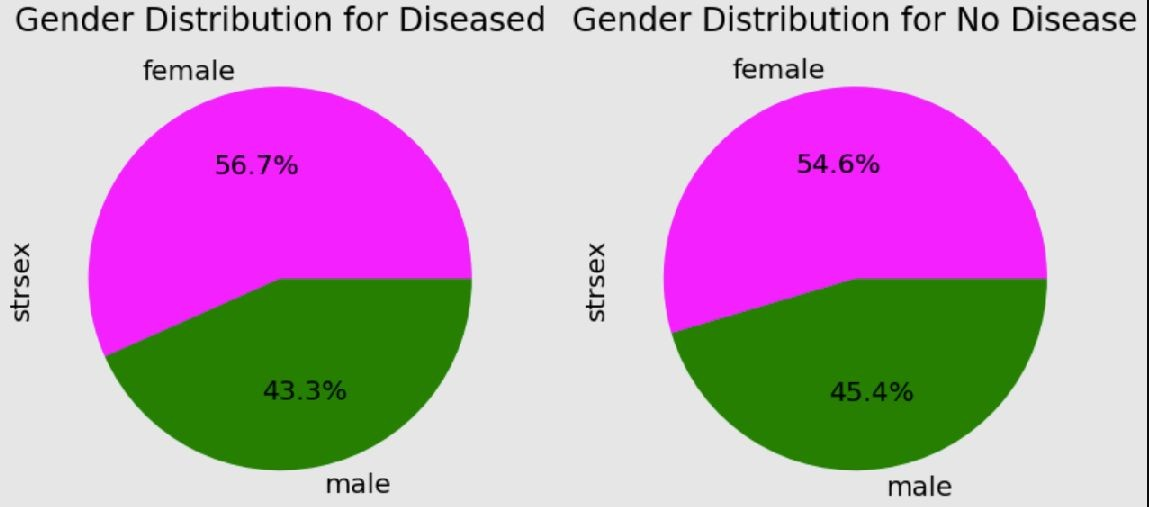 Gender Distribution for Diseased
female
56.7%
strsex
43.3%
male
Gender Distribution for No Disease
female
54.6%
strsex
45.4%
male